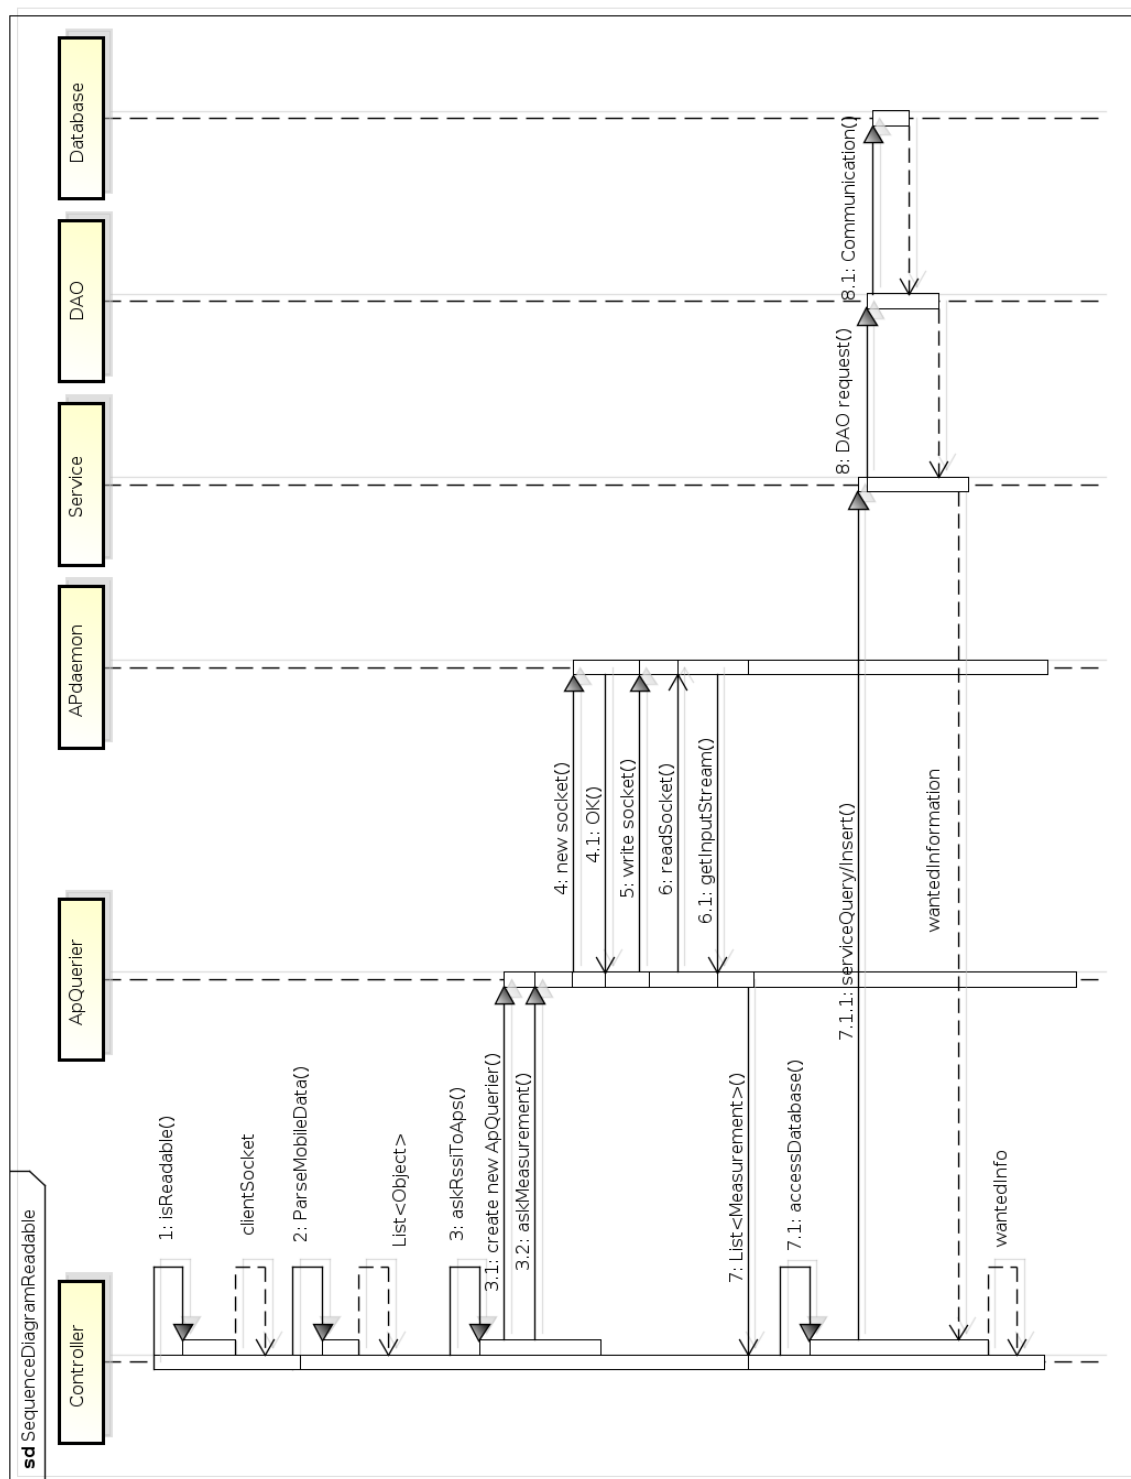 sd SequenceDiagramReadable
Controller
ApQuerier
APdaemon
Service
DAO
Database
1: isReadable()
clientSocket
2: ParseMobileData()
List<Object>
3: askRssiToAps()
3.1: create new ApQuerier()
3.2: askMeasurement()
4: new socket()
4.1: OK()
5: write socket()
6: readSocket()
6.1: getInputStream()
7: List<Measurement>()
7.1: accessDatabase()
7.1.1: serviceQuery/Insert()
8: DAO request()
8.1: Communication()
wantedInformation
wantedInfo